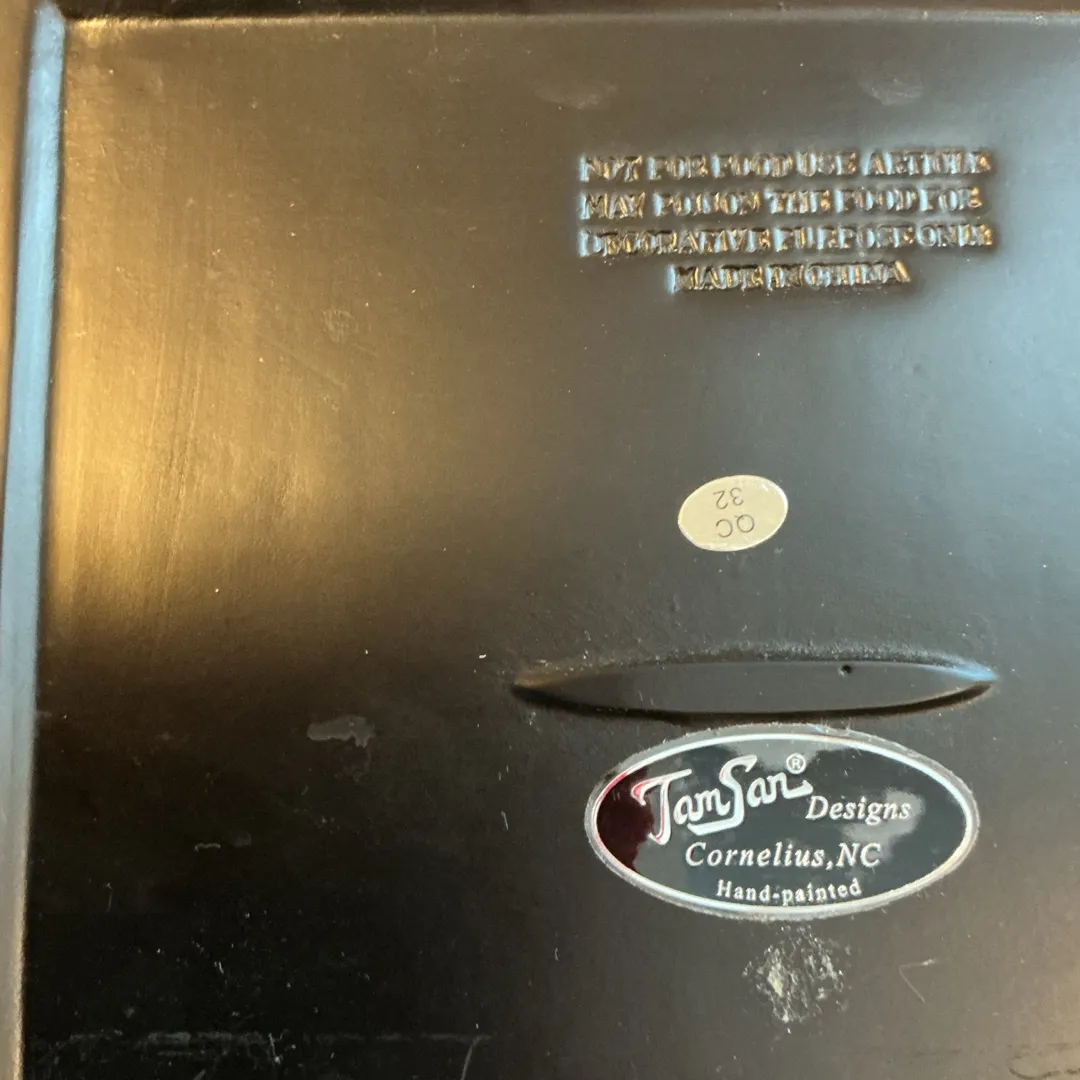 NOT FOR FOOD USE ARTICLE
MAY POISON THE FOOD FOR
DECORATIVE PURPOSE ONLY
MADE IN CHINA
QC
32
TamSan® Designs
Cornelius,NC
Hand-painted